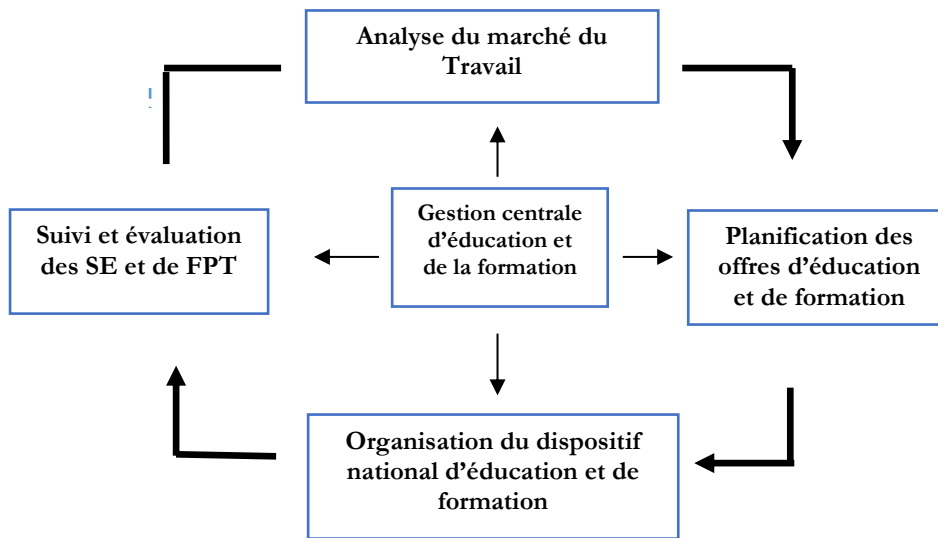 Analyse du marché du
Travail
Gestion centrale
d'éducation et
de la formation
Suivi et évaluation
des SE et de FPT
Planification des
offres d'éducation
et de formation
Organisation du dispositif
national d'éducation et de
formation